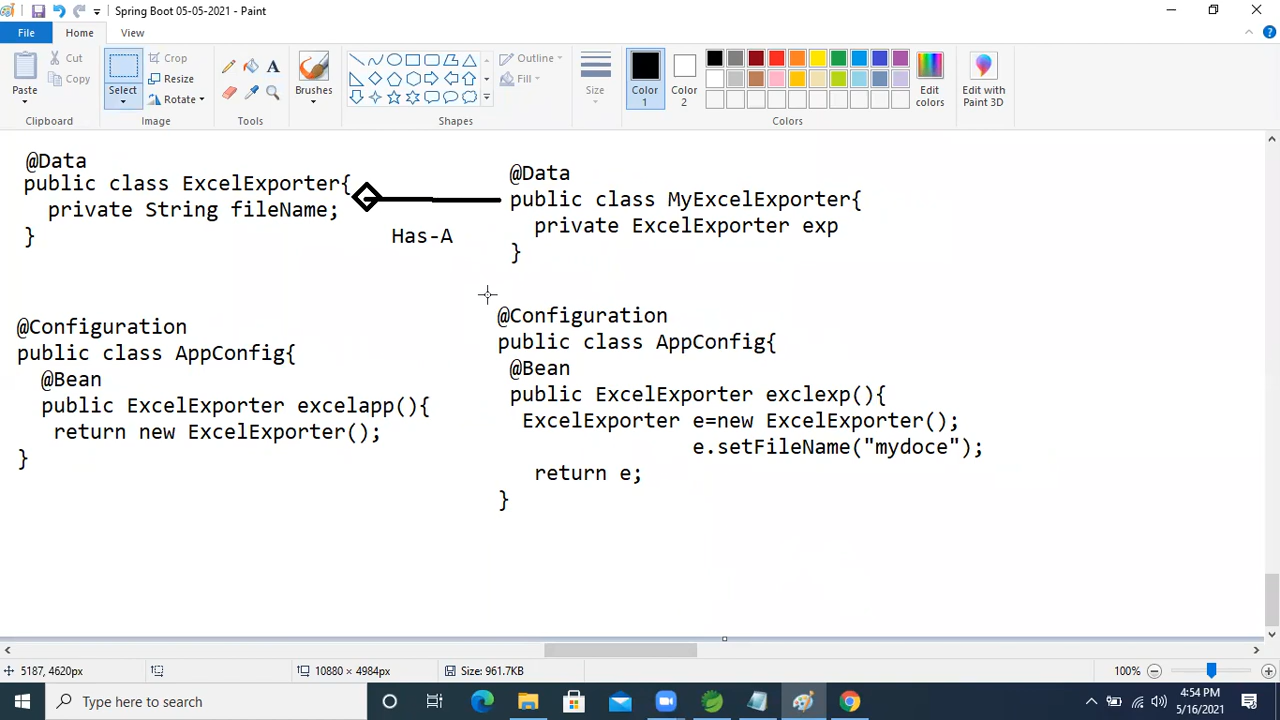 Spring Boot 05-05-2021 - Paint
File
Home
View
Paste
Cut
Copy
Clipboard
Select
Crop
Resize
Rotate
Image
Tools
Brushes
Shapes
Outline
Fill
Size
Color 1
Color 2
Colors
Edit colors
Edit with Paint 3D
@Data
public class ExcelExporter{
private String fileName;
}
Has-A
@Data
public class MyExcelExporter{
private ExcelExporter exp
}
@Configuration
public class AppConfig{
@Bean
public ExcelExporter excelapp(){
return new ExcelExporter();
}
@Configuration
public class AppConfig{
@Bean
public ExcelExporter exclexp(){
ExcelExporter e=new ExcelExporter();
e.setFileName("mydoce");
return e;
}
5187, 4620px
10880 × 4984px
Size: 961.7KB
100%
Type here to search
4:54 PM
5/16/2021